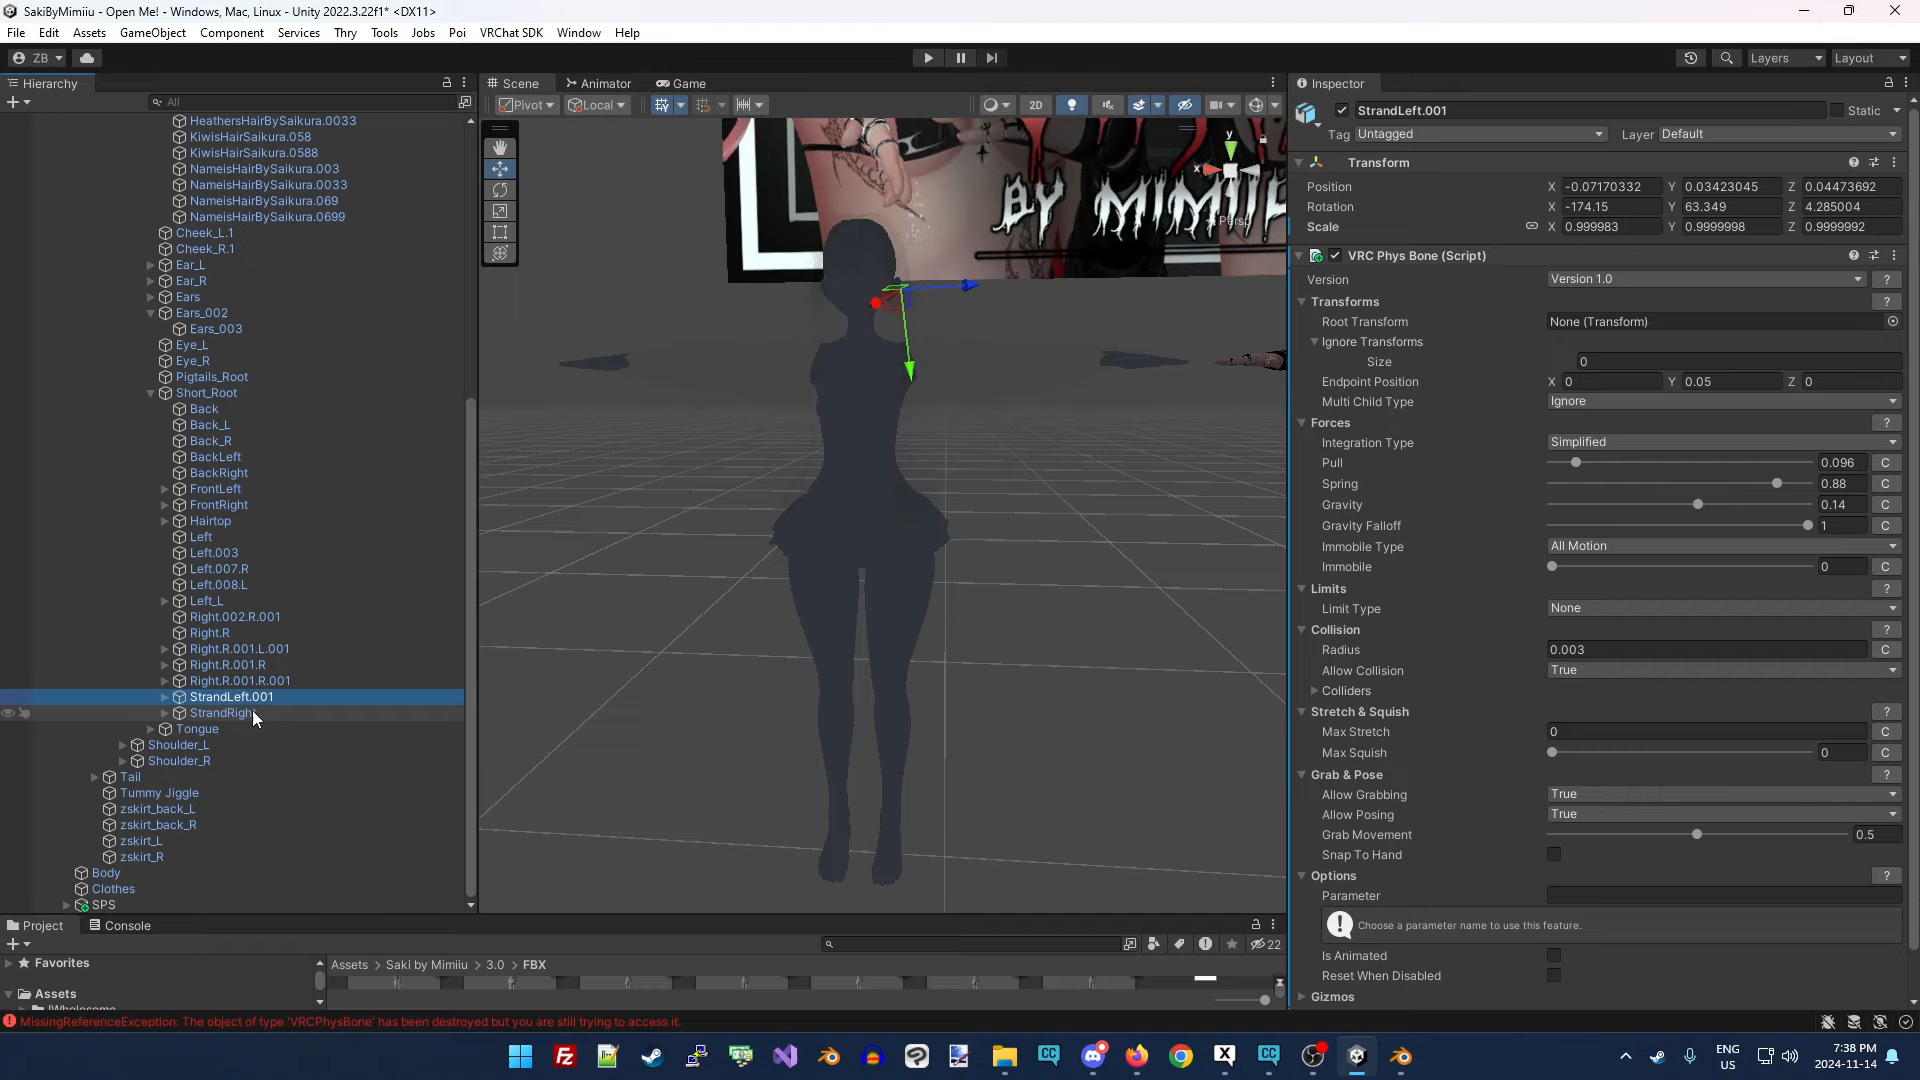 SakiByMimiiu - Open Me! - Windows, Mac, Linux - Unity 2022.3.22f1* <DX11>
File Edit Assets GameObject Component Services Thry Tools Jobs Poi VRChat SDK Window Help
ZB Layers Layout
Hierarchy
All
HeathersHairBySaikura.0033
KiwisHairSaikura.058
KiwisHairSaikura.0588
NameisHairBySaikura.003
NameisHairBySaikura.0033
NameisHairBySaikura.069
NameisHairBySaikura.0699
Cheek_L.1
Cheek_R.1
Ear_L
Ear_R
Ears
Ears_002
Ears_003
Eye_L
Eye_R
Pigtails_Root
Short_Root
Back
Back_L
Back_R
BackLeft
BackRight
FrontLeft
FrontRight
Hairtop
Left
Left.003
Left.007.R
Left.008.L
Left_L
Right.002.R.001
Right.R
Right.R.001.L.001
Right.R.001.R
Right.R.001.R.001
StrandLeft.001
StrandRight
Tongue
Shoulder_L
Shoulder_R
Tail
Tummy Jiggle
zskirt_back_L
zskirt_back_R
zskirt_L
zskirt_R
Body
Clothes
SPS
Scene Animator Game
Pivot Local 2D
BY MIMIIU
y
x
Persp
Inspector
StrandLeft.001 Static
Tag Untagged Layer Default
Transform
Position X -0.07170332 Y 0.03423045 Z 0.04473692
Rotation X -174.15 Y 63.349 Z 4.285004
Scale X 0.999983 Y 0.9999998 Z 0.9999992
VRC Phys Bone (Script)
Version Version 1.0 ?
Transforms ?
Root Transform None (Transform)
Ignore Transforms
Size 0
Endpoint Position X 0 Y 0.05 Z 0
Multi Child Type Ignore
Forces ?
Integration Type Simplified
Pull 0.096 C
Spring 0.88 C
Gravity 0.14 C
Gravity Falloff 1 C
Immobile Type All Motion
Immobile 0 C
Limits ?
Limit Type None
Collision ?
Radius 0.003 C
Allow Collision True
Colliders
Stretch & Squish ?
Max Stretch 0 C
Max Squish 0 C
Grab & Pose ?
Allow Grabbing True
Allow Posing True
Grab Movement 0.5
Snap To Hand
Options ?
Parameter
Choose a parameter name to use this feature.
Is Animated
Reset When Disabled
Gizmos
Project Console
22
Favorites
Assets
Assets > Saki by Mimiiu > 3.0 > FBX
MissingReferenceException: The object of type 'VRCPhysBone' has been destroyed but you are still trying to access it.
ENG
US
7:38 PM
2024-11-14